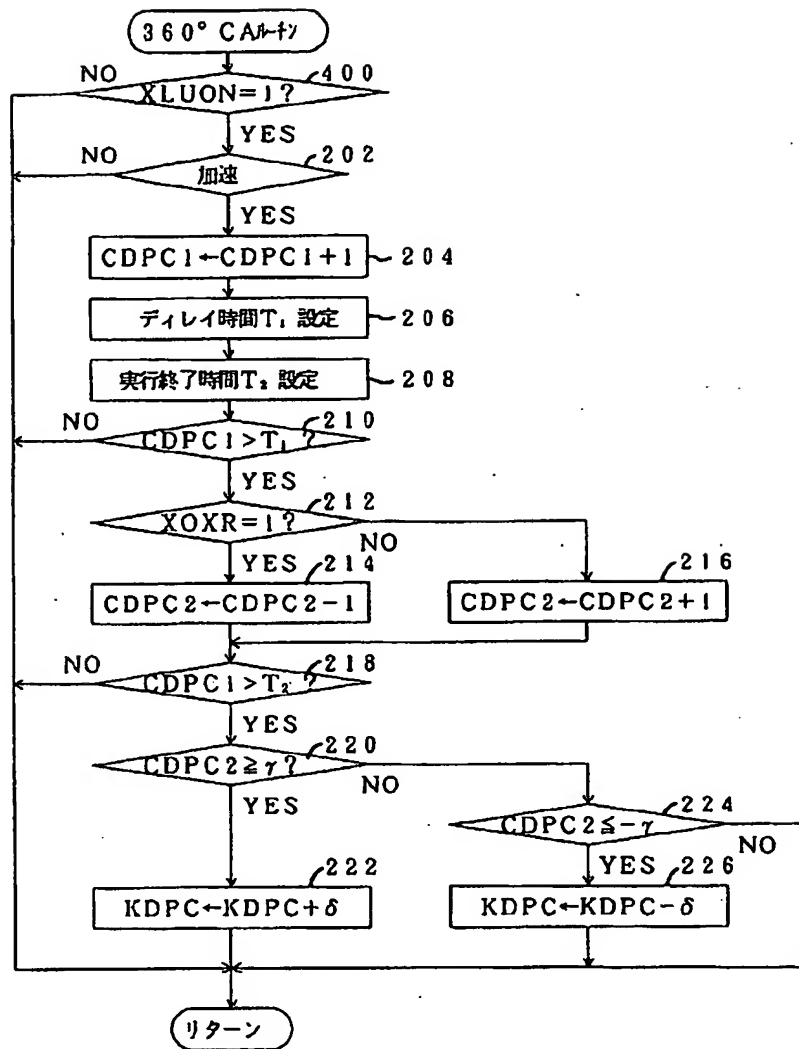 360° CAルーチン
NO
400
XLUON=1?
YES
NO
202
加速
YES
CDPC1←CDPC1+1
204
ディレイ時間T₁ 設定
206
実行終了時間T₂ 設定
208
NO
210
CDPC1>T₁ ?
YES
212
XOXR=1?
NO
YES
214
216
CDPC2←CDPC2-1
CDPC2←CDPC2+1
NO
218
CDPC1>T₂ ?
YES
220
CDPC2≧γ?
NO
YES
224
CDPC2≦-γ
NO
YES
222
226
KDPC←KDPC+δ
KDPC←KDPC-δ
リターン